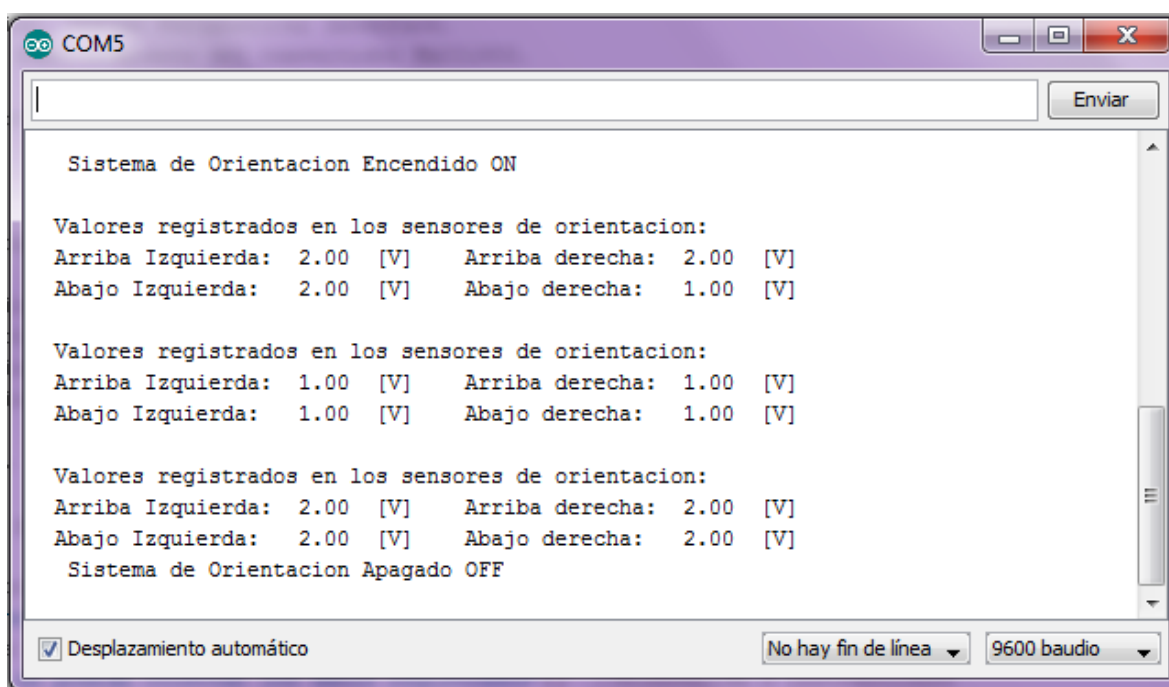 COM5
Enviar
Sistema de Orientacion Encendido ON
Valores registrados en los sensores de orientacion:
Arriba Izquierda: 2.00 [V] Arriba derecha: 2.00 [V]
Abajo Izquierda: 2.00 [V] Abajo derecha: 1.00 [V]
Valores registrados en los sensores de orientacion:
Arriba Izquierda: 1.00 [V] Arriba derecha: 1.00 [V]
Abajo Izquierda: 1.00 [V] Abajo derecha: 1.00 [V]
Valores registrados en los sensores de orientacion:
Arriba Izquierda: 2.00 [V] Arriba derecha: 2.00 [V]
Abajo Izquierda: 2.00 [V] Abajo derecha: 2.00 [V]
Sistema de Orientacion Apagado OFF
Desplazamiento automático No hay fin de línea 9600 baudio